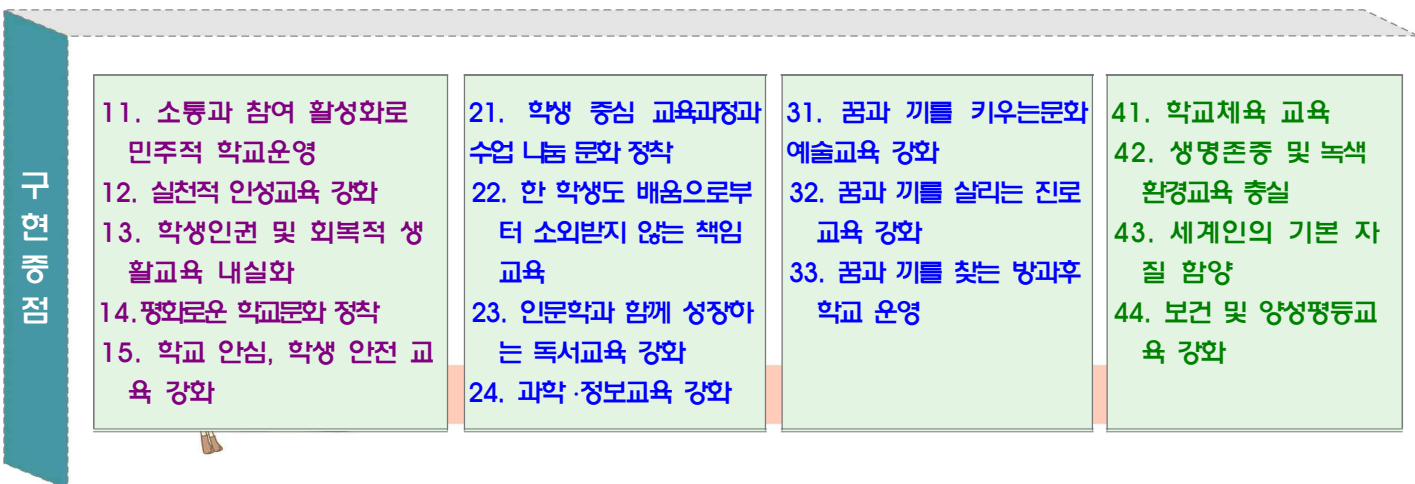 구현중점
11. 소통과 참여 활성화로
민주적 학교운영
12. 실천적 인성교육 강화
13. 학생인권 및 회복적 생
활교육 내실화
14.평화로운 학교문화 정착
15. 학교 안심, 학생 안전 교
육 강화
21. 학생 중심 교육과정과
수업 나눔 문화 정착
22. 한 학생도 배움으로부
터 소외받지 않는 책임
교육
23. 인문학과 함께 성장하
는 독서교육 강화
24. 과학·정보교육 강화
31. 꿈과 끼를 키우는문화
예술교육 강화
32. 꿈과 끼를 살리는 진로
교육 강화
33. 꿈과 끼를 찾는 방과후
학교 운영
41. 학교체육 교육
42. 생명존중 및 녹색
환경교육 충실
43. 세계인의 기본 자
질 함양
44. 보건 및 양성평등교
육 강화